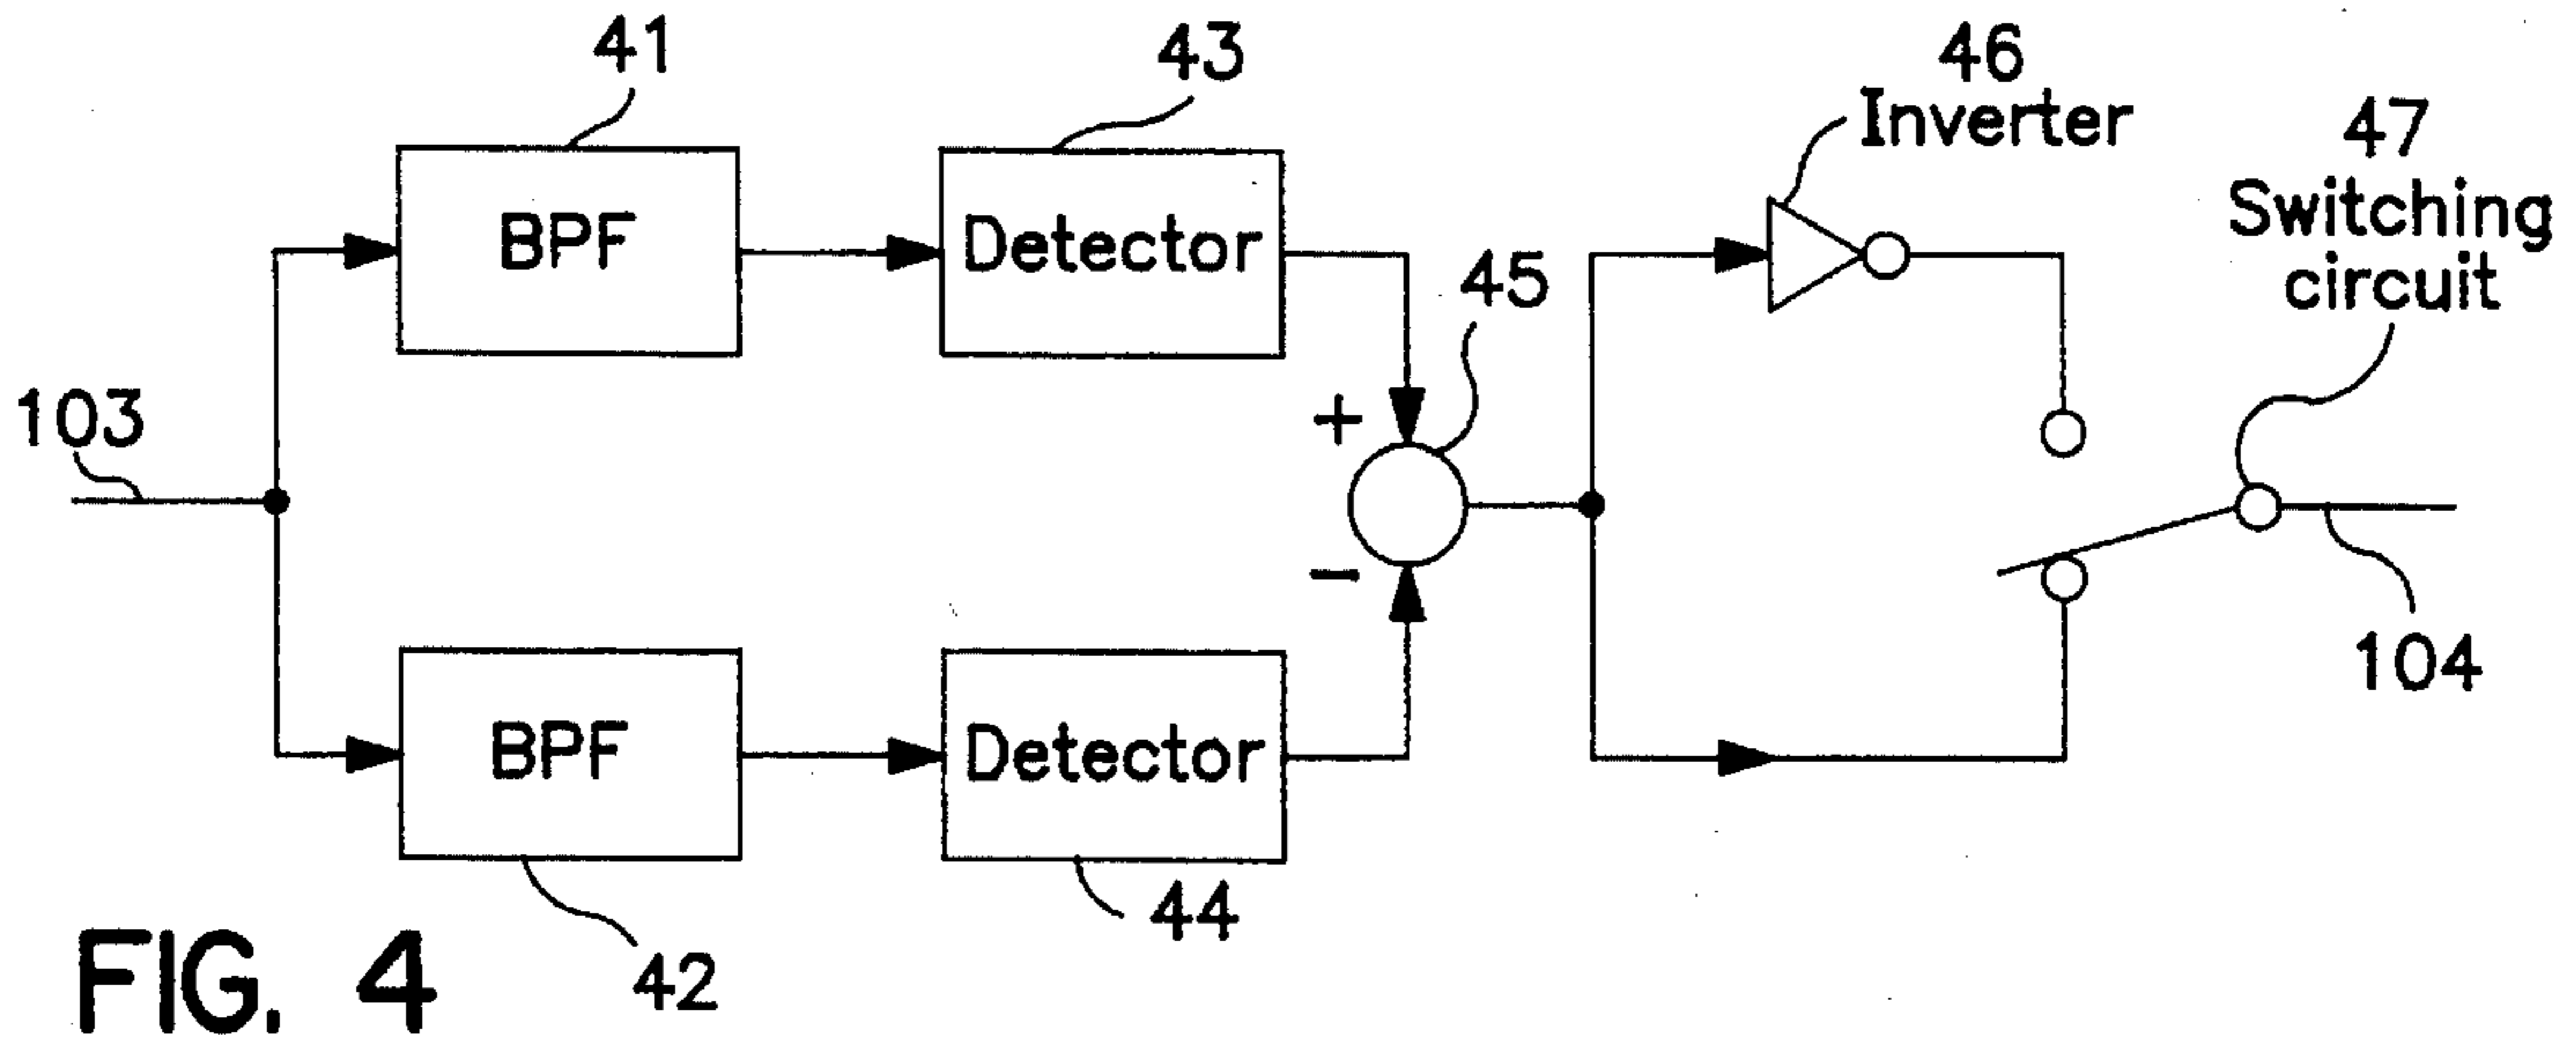 41
43
46
Inverter
47
Switching
circuit
BPF
Detector
45
103
+
−
104
BPF
Detector
44
42
FIG. 4